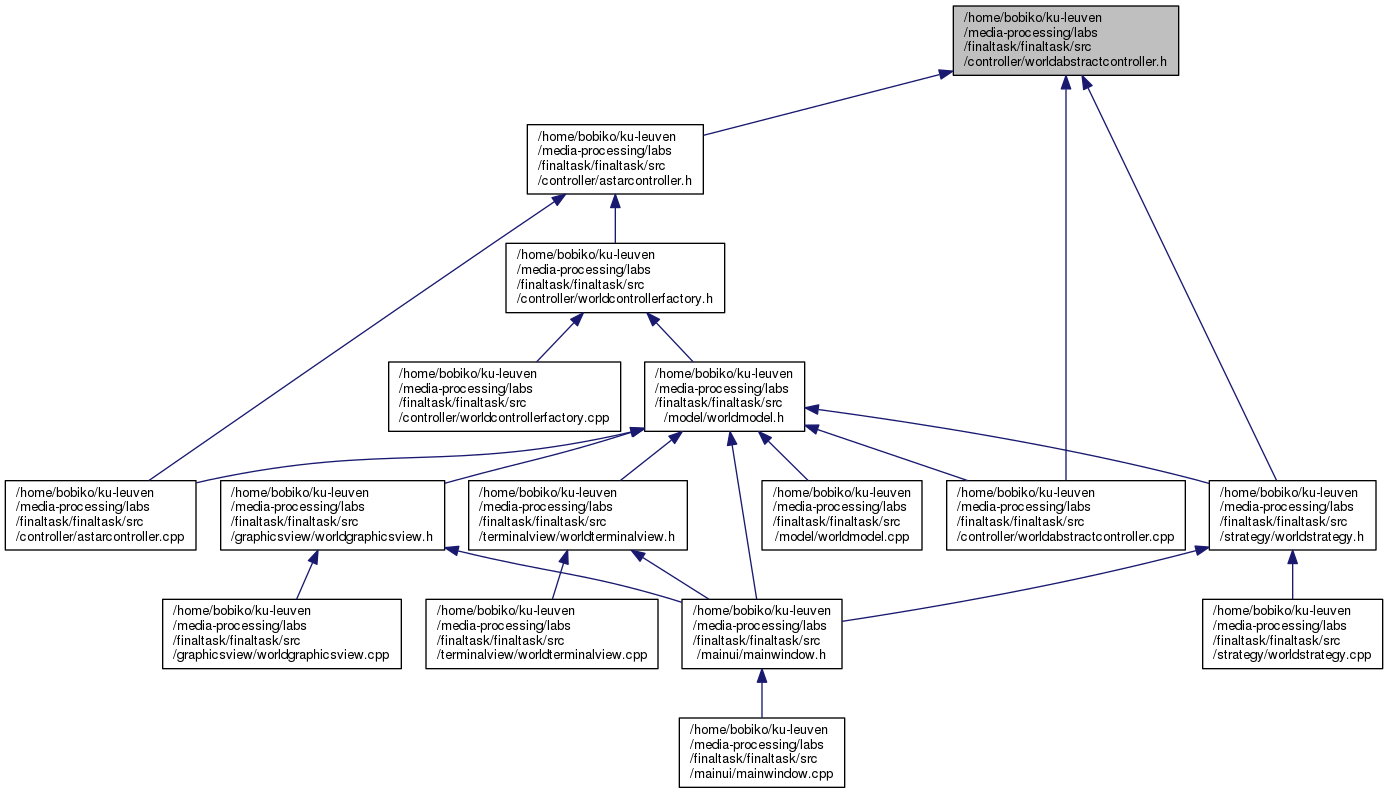 /home/bobiko/ku-leuven
/media-processing/labs
/finaltask/finaltask/src
/controller/worldabstractcontroller.h
/home/bobiko/ku-leuven
/media-processing/labs
/finaltask/finaltask/src
/controller/astarcontroller.h
/home/bobiko/ku-leuven
/media-processing/labs
/finaltask/finaltask/src
/controller/worldcontrollerfactory.h
/home/bobiko/ku-leuven
/media-processing/labs
/finaltask/finaltask/src
/controller/worldcontrollerfactory.cpp
/home/bobiko/ku-leuven
/media-processing/labs
/finaltask/finaltask/src
/model/worldmodel.h
/home/bobiko/ku-leuven
/media-processing/labs
/finaltask/finaltask/src
/controller/astarcontroller.cpp
/home/bobiko/ku-leuven
/media-processing/labs
/finaltask/finaltask/src
/graphicsview/worldgraphicsview.h
/home/bobiko/ku-leuven
/media-processing/labs
/finaltask/finaltask/src
/terminalview/worldterminalview.h
/home/bobiko/ku-leuven
/media-processing/labs
/finaltask/finaltask/src
/model/worldmodel.cpp
/home/bobiko/ku-leuven
/media-processing/labs
/finaltask/finaltask/src
/controller/worldabstractcontroller.cpp
/home/bobiko/ku-leuven
/media-processing/labs
/finaltask/finaltask/src
/strategy/worldstrategy.h
/home/bobiko/ku-leuven
/media-processing/labs
/finaltask/finaltask/src
/graphicsview/worldgraphicsview.cpp
/home/bobiko/ku-leuven
/media-processing/labs
/finaltask/finaltask/src
/terminalview/worldterminalview.cpp
/home/bobiko/ku-leuven
/media-processing/labs
/finaltask/finaltask/src
/mainui/mainwindow.h
/home/bobiko/ku-leuven
/media-processing/labs
/finaltask/finaltask/src
/strategy/worldstrategy.cpp
/home/bobiko/ku-leuven
/media-processing/labs
/finaltask/finaltask/src
/mainui/mainwindow.cpp